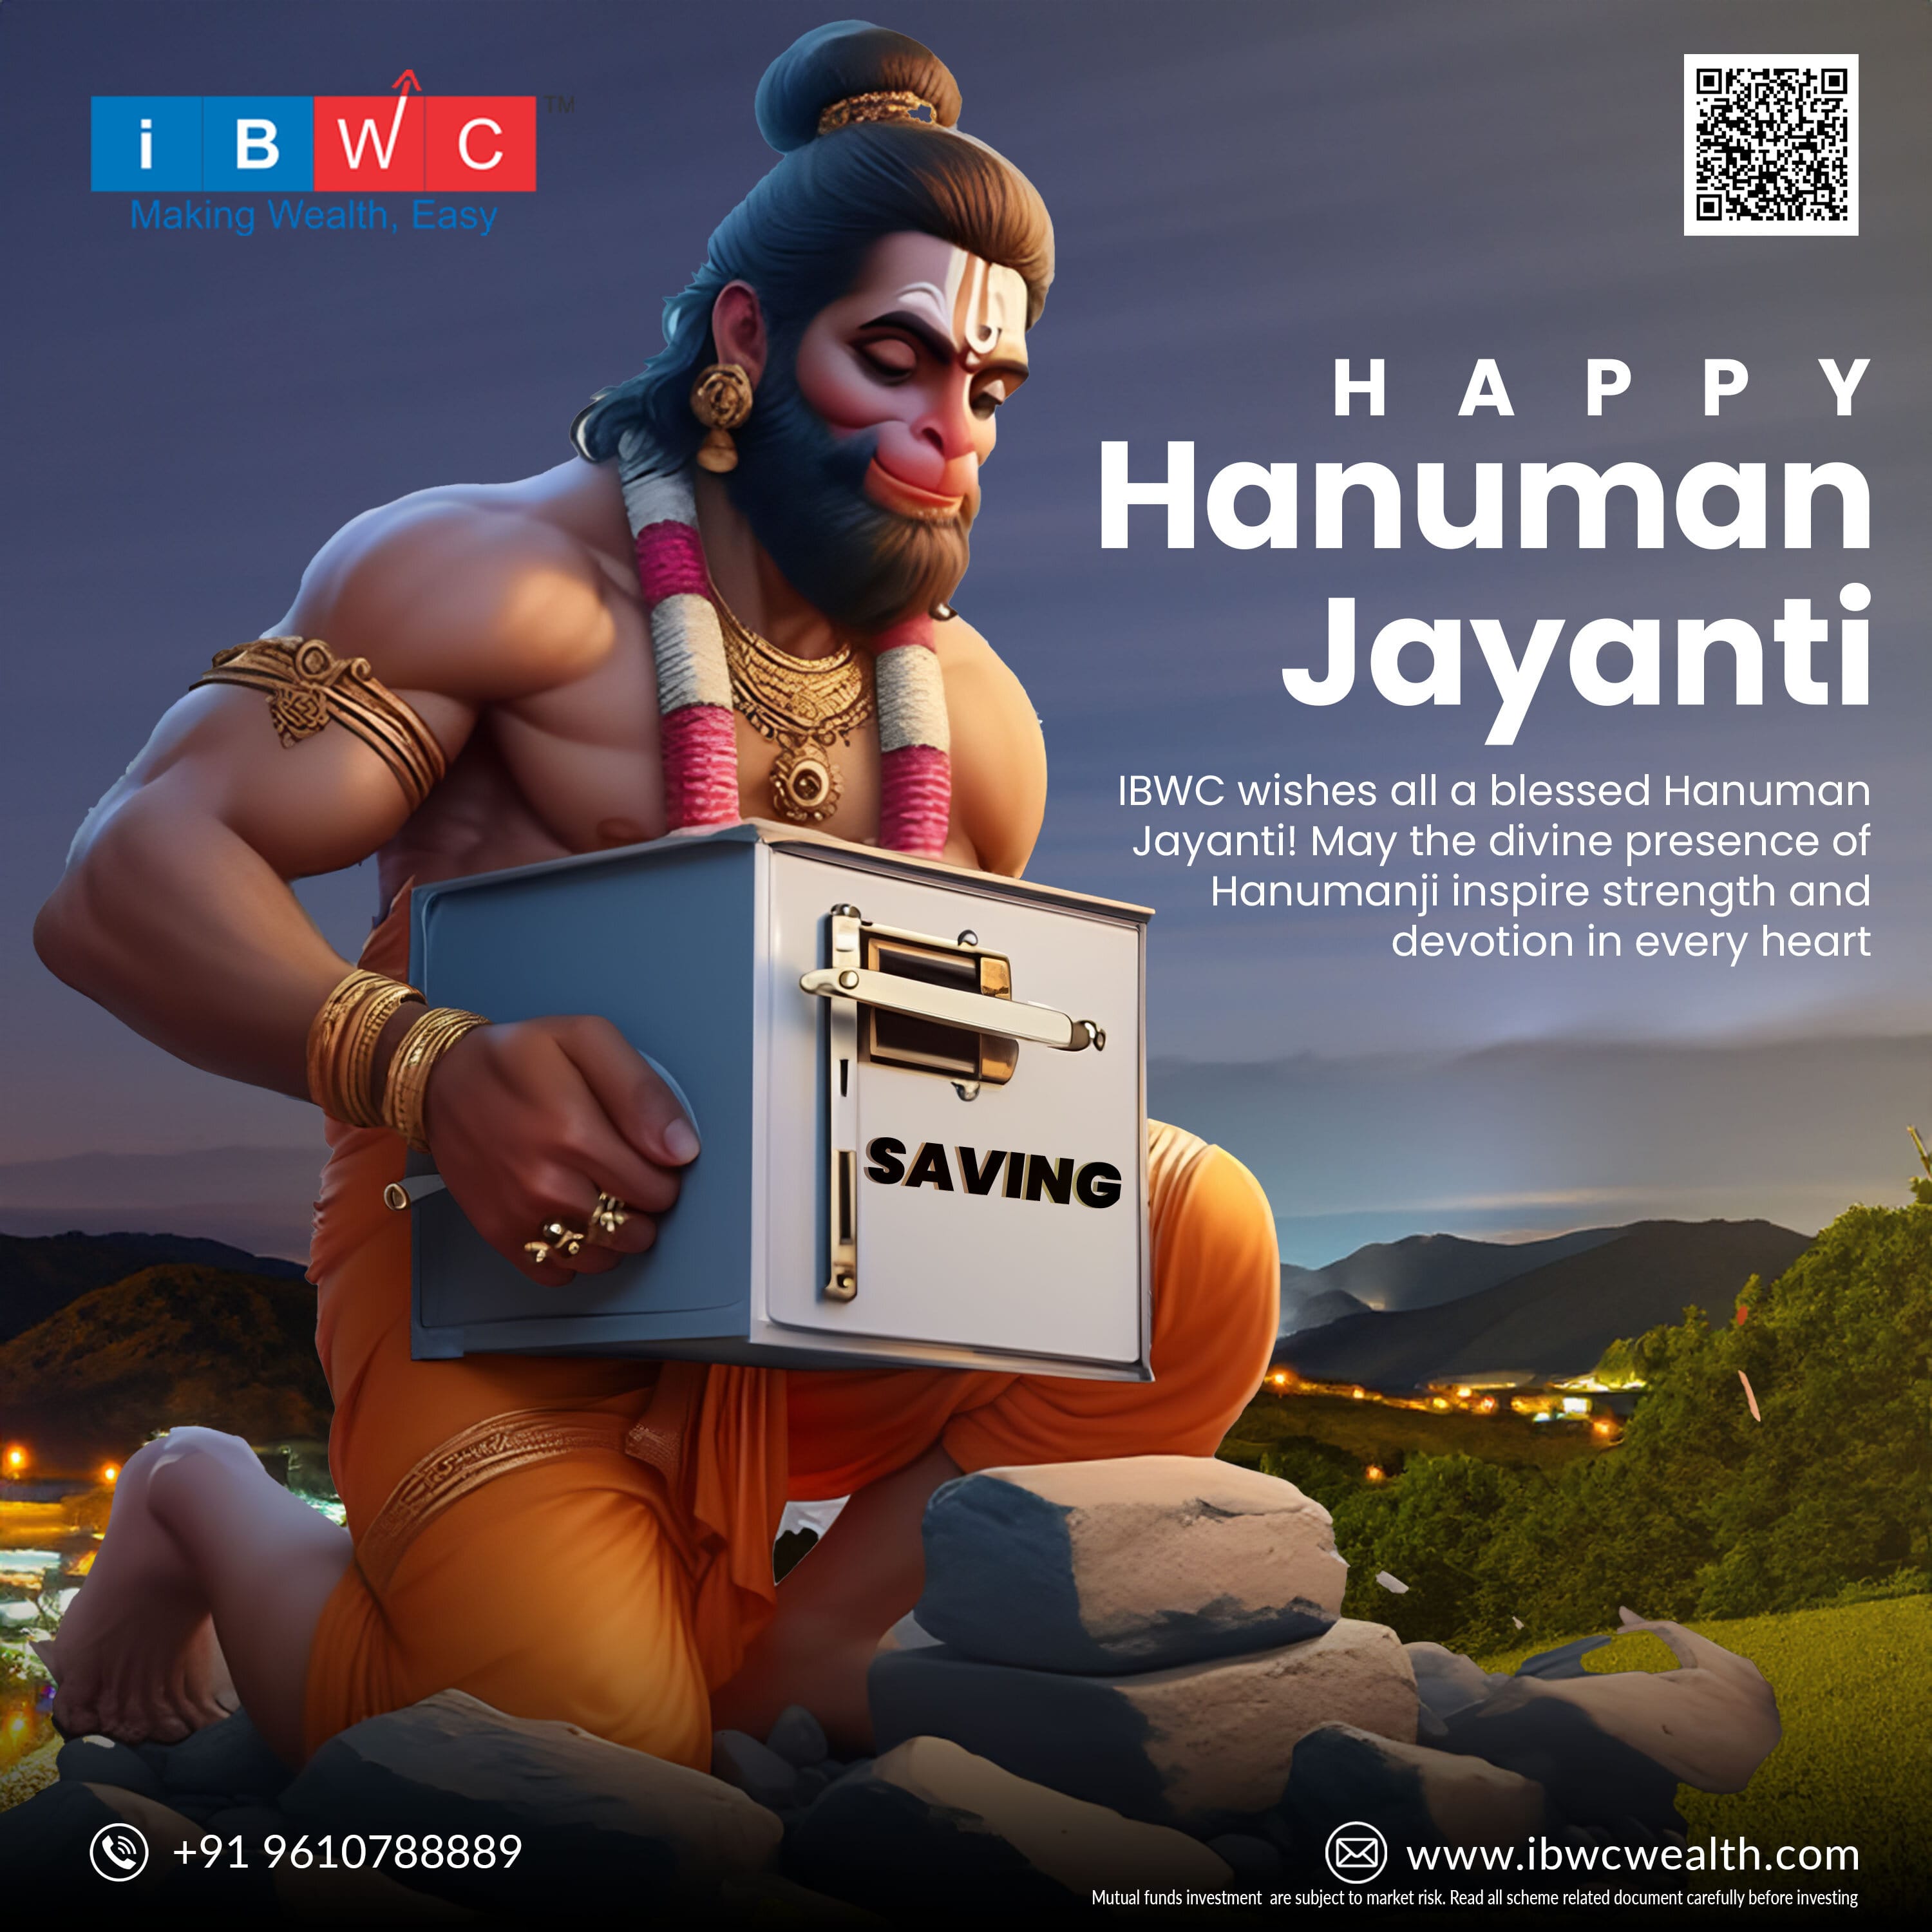 iBWC TM
Making Wealth, Easy
HAPPY
Hanuman
Jayanti
IBWC wishes all a blessed Hanuman
Jayanti! May the divine presence of
Hanumanji inspire strength and
devotion in every heart
SAVING
+91 9610788889
www.ibwcwealth.com
Mutual funds investment are subject to market risk. Read all scheme related document carefully before investing